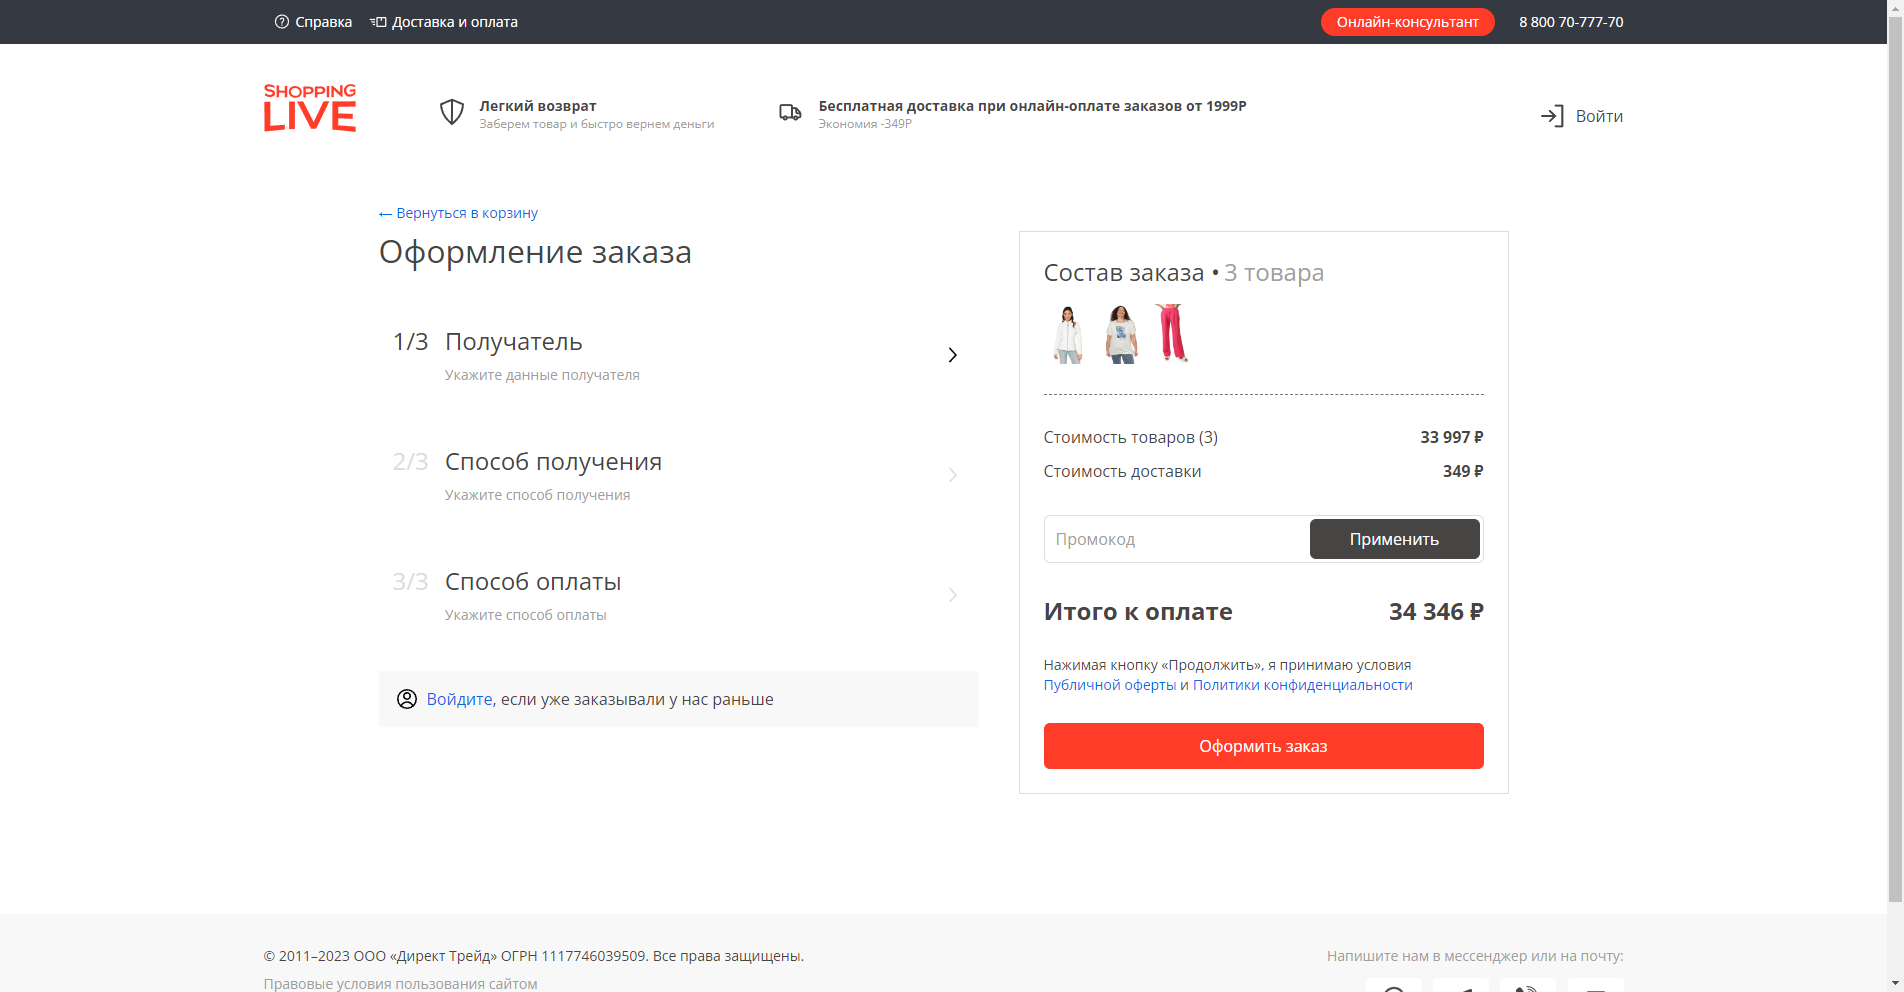 Справка
Доставка и оплата
Онлайн-консультант
8 800 70-777-70
SHOPPING
LIVE
Легкий возврат
Заберем товар и быстро вернем деньги
Бесплатная доставка при онлайн-оплате заказов от 1999Р
Экономия -349Р
Войти
← Вернуться в корзину
Оформление заказа
1/3 Получатель
Укажите данные получателя
2/3 Способ получения
Укажите способ получения
3/3 Способ оплаты
Укажите способ оплаты
Войдите, если уже заказывали у нас раньше
Состав заказа • 3 товара
Стоимость товаров (3) 33 997 ₽
Стоимость доставки 349 ₽
Промокод
Применить
Итого к оплате 34 346 ₽
Нажимая кнопку «Продолжить», я принимаю условия
Публичной оферты и Политики конфиденциальности
Оформить заказ
© 2011–2023 ООО «Директ Трейд» ОГРН 1117746039509. Все права защищены.
Правовые условия пользования сайтом
Напишите нам в мессенджер или на почту: